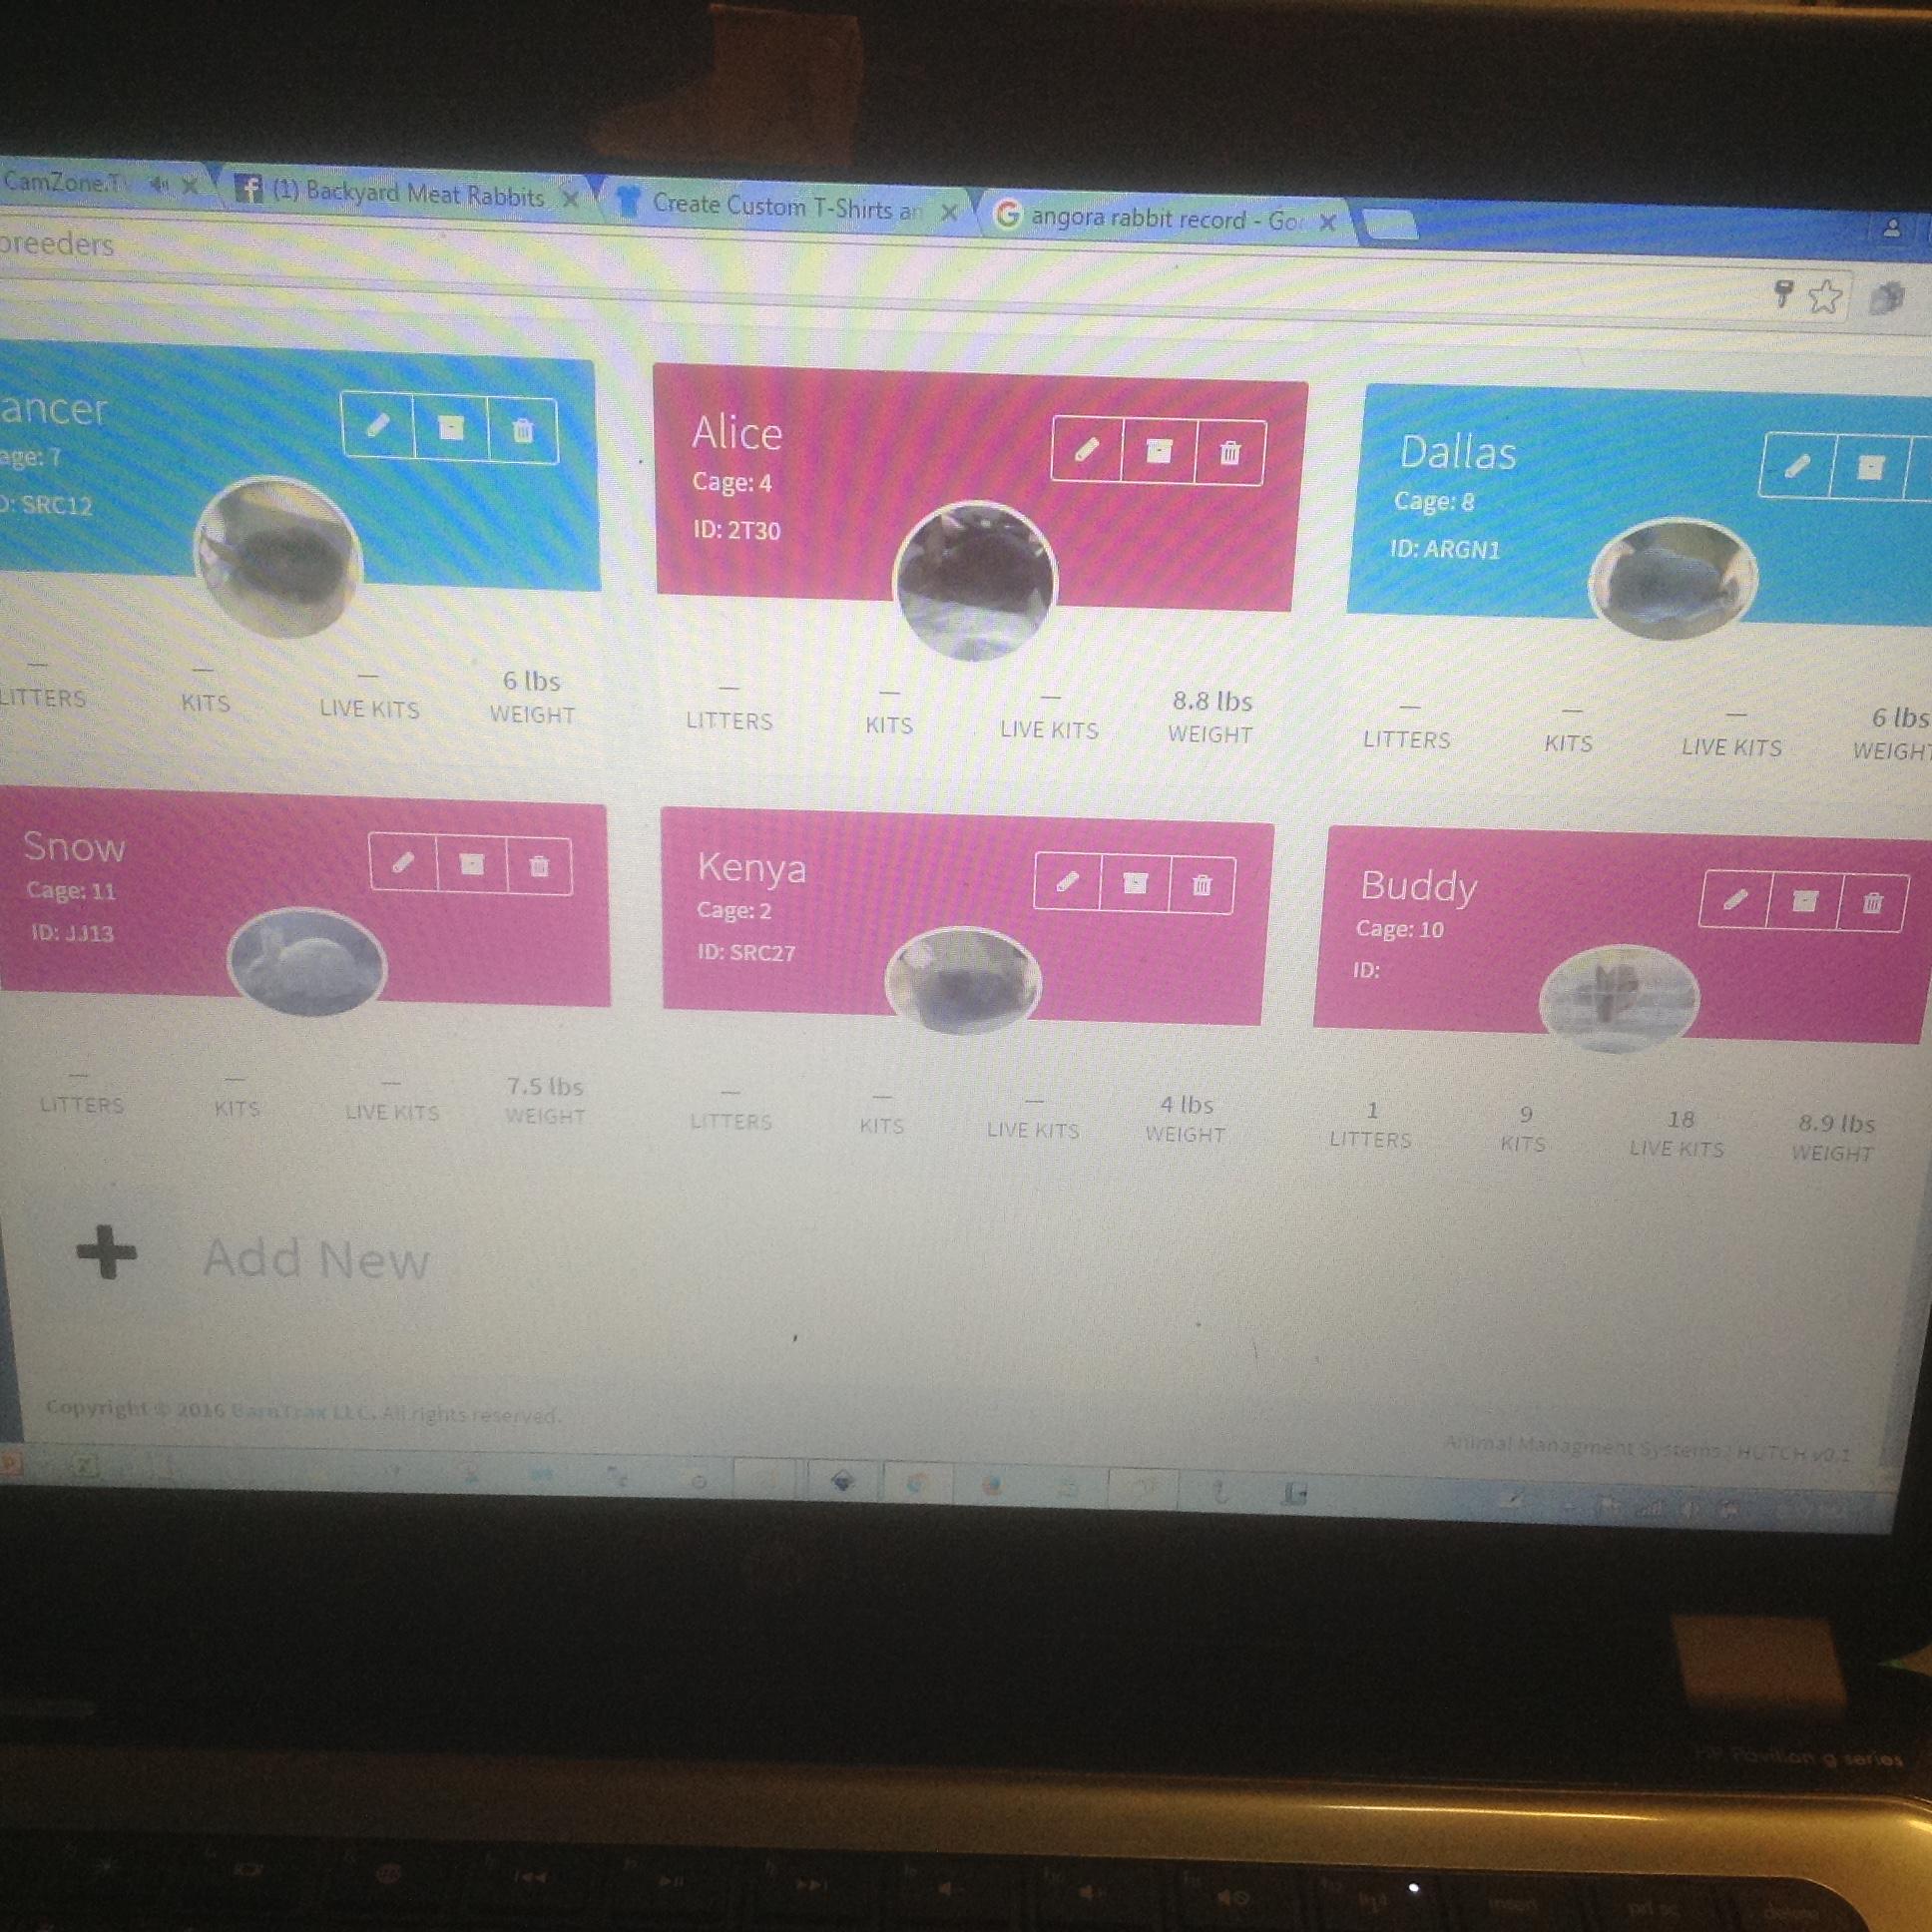 CamZone.T
(1) Backyard Meat Rabbits
Create Custom T-Shirts an
angora rabbit record - Goo
breeders
ancer
age: 7
D: SRC12
Alice
Cage: 4
ID: 2T30
Dallas
Cage: 8
ID: ARGN1
— — — 6 lbs
LITTERS KITS LIVE KITS WEIGHT
— — — 8.8 lbs
LITTERS KITS LIVE KITS WEIGHT
— — — 6 lbs
LITTERS KITS LIVE KITS WEIGHT
Snow
Cage: 11
ID: JJ13
Kenya
Cage: 2
ID: SRC27
Buddy
Cage: 10
ID:
— — — 7.5 lbs
LITTERS KITS LIVE KITS WEIGHT
— — — 4 lbs
LITTERS KITS LIVE KITS WEIGHT
1 9 18 8.9 lbs
LITTERS KITS LIVE KITS WEIGHT
Add New
Copyright © 2016 BarnTrax LLC. All rights reserved.
Animal Managment Systems | HUTCH v0.1
HP Pavilion g series
insert
prt sc
delete